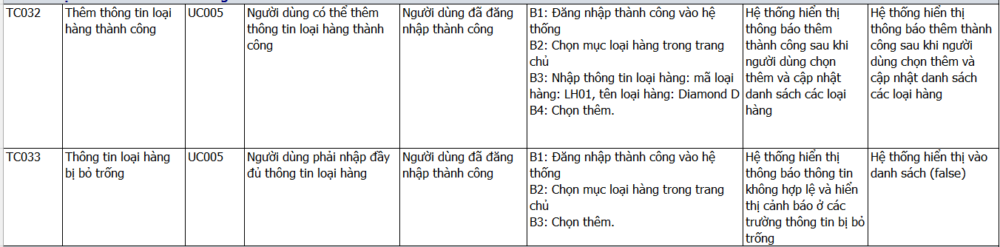 TC032
Thêm thông tin loại
hàng thành công
UC005
Người dùng có thể thêm
thông tin loại hàng thành
công
Người dùng đã đăng
nhập thành công
B1: Đăng nhập thành công vào hệ
thống
B2: Chọn mục loại hàng trong trang
chủ
B3: Nhập thông tin loại hàng: mã loại
hàng: LH01, tên loại hàng: Diamond D
B4: Chọn thêm.
Hệ thống hiển thị
thông báo thêm
thành công sau khi
người dùng chọn
thêm và cập nhật
danh sách các loại
hàng
Hệ thống hiển thị
thông báo thêm thành
công sau khi người
dùng chọn thêm và
cập nhật danh sách
các loại hàng
TC033
Thông tin loại hàng
bị bỏ trống
UC005
Người dùng phải nhập đầy
đủ thông tin loại hàng
Người dùng đã đăng
nhập thành công
B1: Đăng nhập thành công vào hệ
thống
B2: Chọn mục loại hàng trong trang
chủ
B3: Chọn thêm.
Hệ thống hiển thị
thông báo thông tin
không hợp lệ và hiển
thị cảnh báo ở các
trường thông tin bị bỏ
trống
Hệ thống hiển thị vào
danh sách (false)